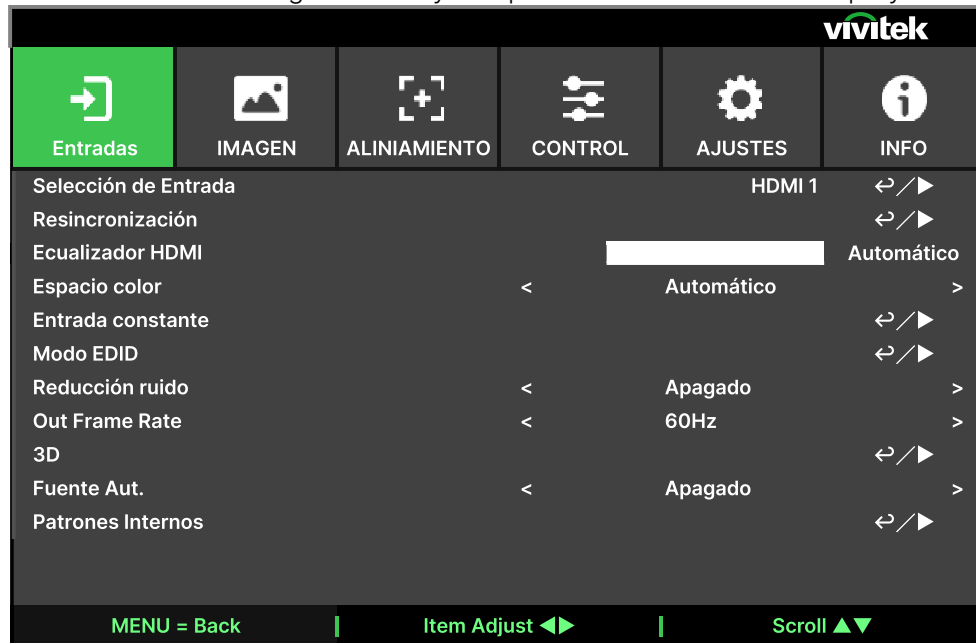 vivitek
Entradas IMAGEN ALINIAMIENTO CONTROL AJUSTES INFO
Selección de Entrada HDMI 1 ↩/▶
Resincronización ↩/▶
Ecualizador HDMI Automático
Espacio color < Automático >
Entrada constante ↩/▶
Modo EDID ↩/▶
Reducción ruido < Apagado >
Out Frame Rate < 60Hz >
3D ↩/▶
Fuente Aut. < Apagado >
Patrones Internos ↩/▶
MENU = Back | Item Adjust ◀▶ | Scroll ▲▼